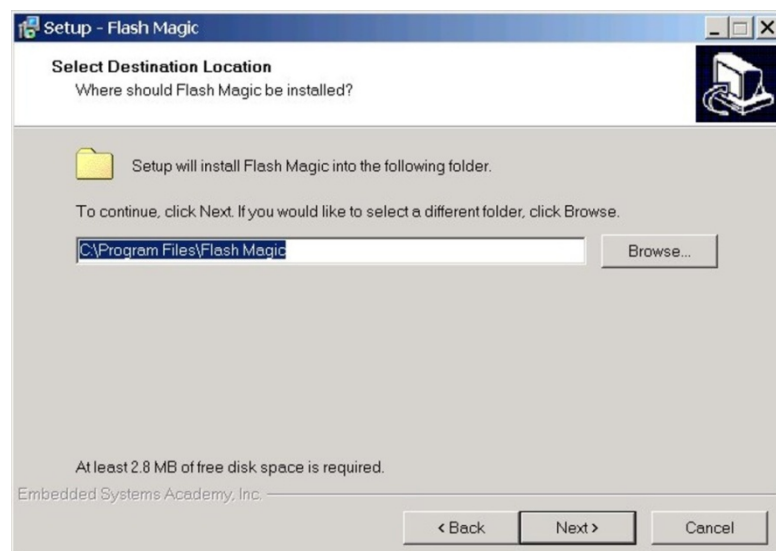 Setup - Flash Magic
Select Destination Location
Where should Flash Magic be installed?
Setup will install Flash Magic into the following folder.
To continue, click Next. If you would like to select a different folder, click Browse.
C:\Program Files\Flash Magic
Browse...
At least 2.8 MB of free disk space is required.
Embedded Systems Academy, Inc.
< Back
Next >
Cancel